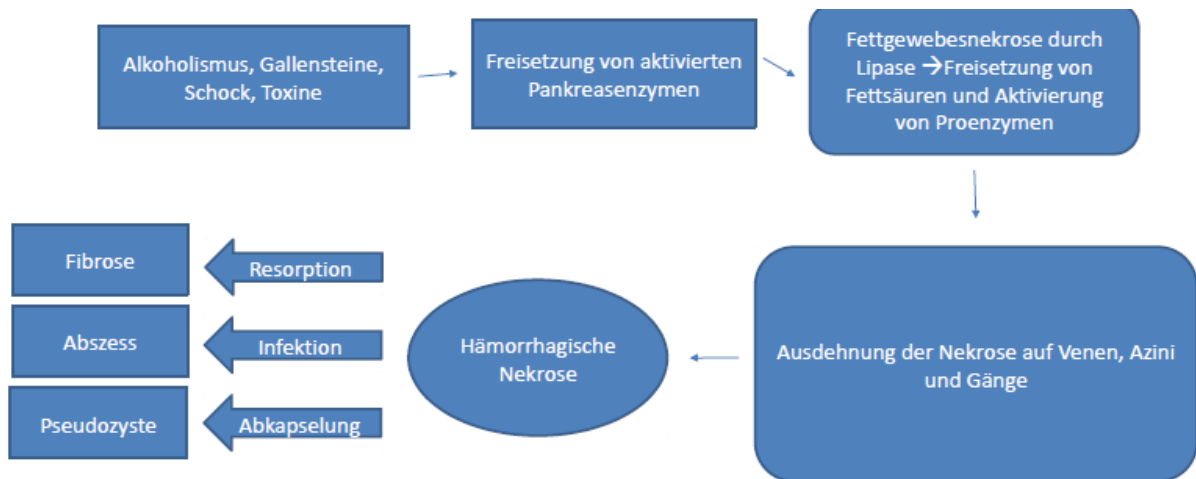 Alkoholismus, Gallensteine,
Schock, Toxine
Freisetzung von aktivierten
Pankreasenzymen
Fettgewebesnekrose durch
Lipase →Freisetzung von
Fettsäuren und Aktivierung
von Proenzymen
Ausdehnung der Nekrose auf Venen, Azini
und Gänge
Hämorrhagische
Nekrose
Resorption
Fibrose
Infektion
Abszess
Abkapselung
Pseudozyste